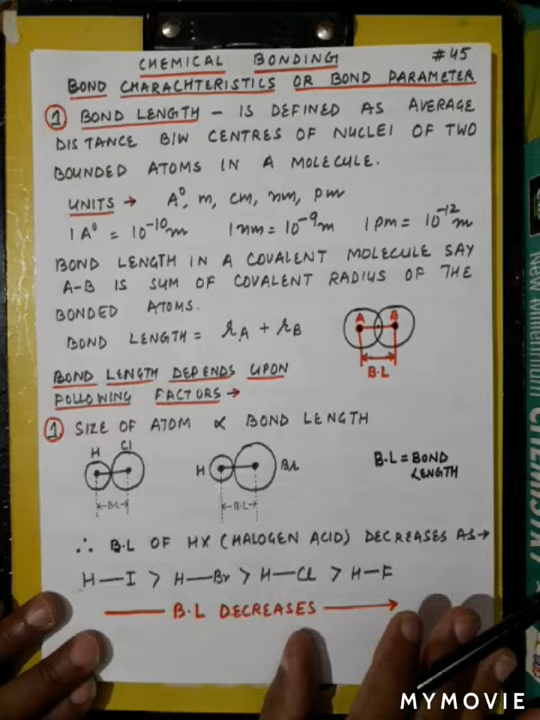 CHEMICAL BONDING #45
BOND CHARACHTERISTICS OR BOND PARAMETER
① BOND LENGTH – IS DEFINED AS AVERAGE
DISTANCE B/W CENTRES OF NUCLEI OF TWO
BOUNDED ATOMS IN A MOLECULE.
UNITS → A°, m, cm, nm, pm
1 A° = 10⁻¹⁰m 1nm = 10⁻⁹m 1pm = 10⁻¹²m
BOND LENGTH IN A COVALENT MOLECULE SAY
A-B IS SUM OF COVALENT RADIUS OF THE
BONDED ATOMS.
BOND LENGTH = rA + rB
A B
B.L
BOND LENGTH DEPENDS UPON
FOLLOWING FACTORS →
① SIZE OF ATOM ∝ BOND LENGTH
H Cl
B.L
H Br
B.L
B.L = BOND
LENGTH
∴ B.L OF HX (HALOGEN ACID) DECREASES AS→
H—I > H—Br > H—Cl > H—F
B.L DECREASES
CHEMISTRY
MYMOVIE